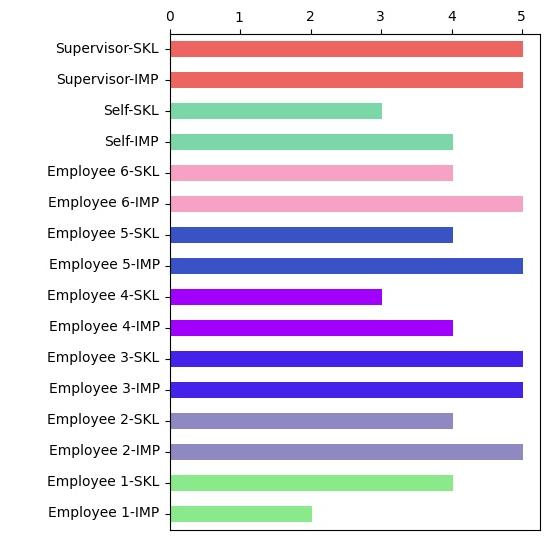 0 1 2 3 4 5
Supervisor-SKL
Supervisor-IMP
Self-SKL
Self-IMP
Employee 6-SKL
Employee 6-IMP
Employee 5-SKL
Employee 5-IMP
Employee 4-SKL
Employee 4-IMP
Employee 3-SKL
Employee 3-IMP
Employee 2-SKL
Employee 2-IMP
Employee 1-SKL
Employee 1-IMP